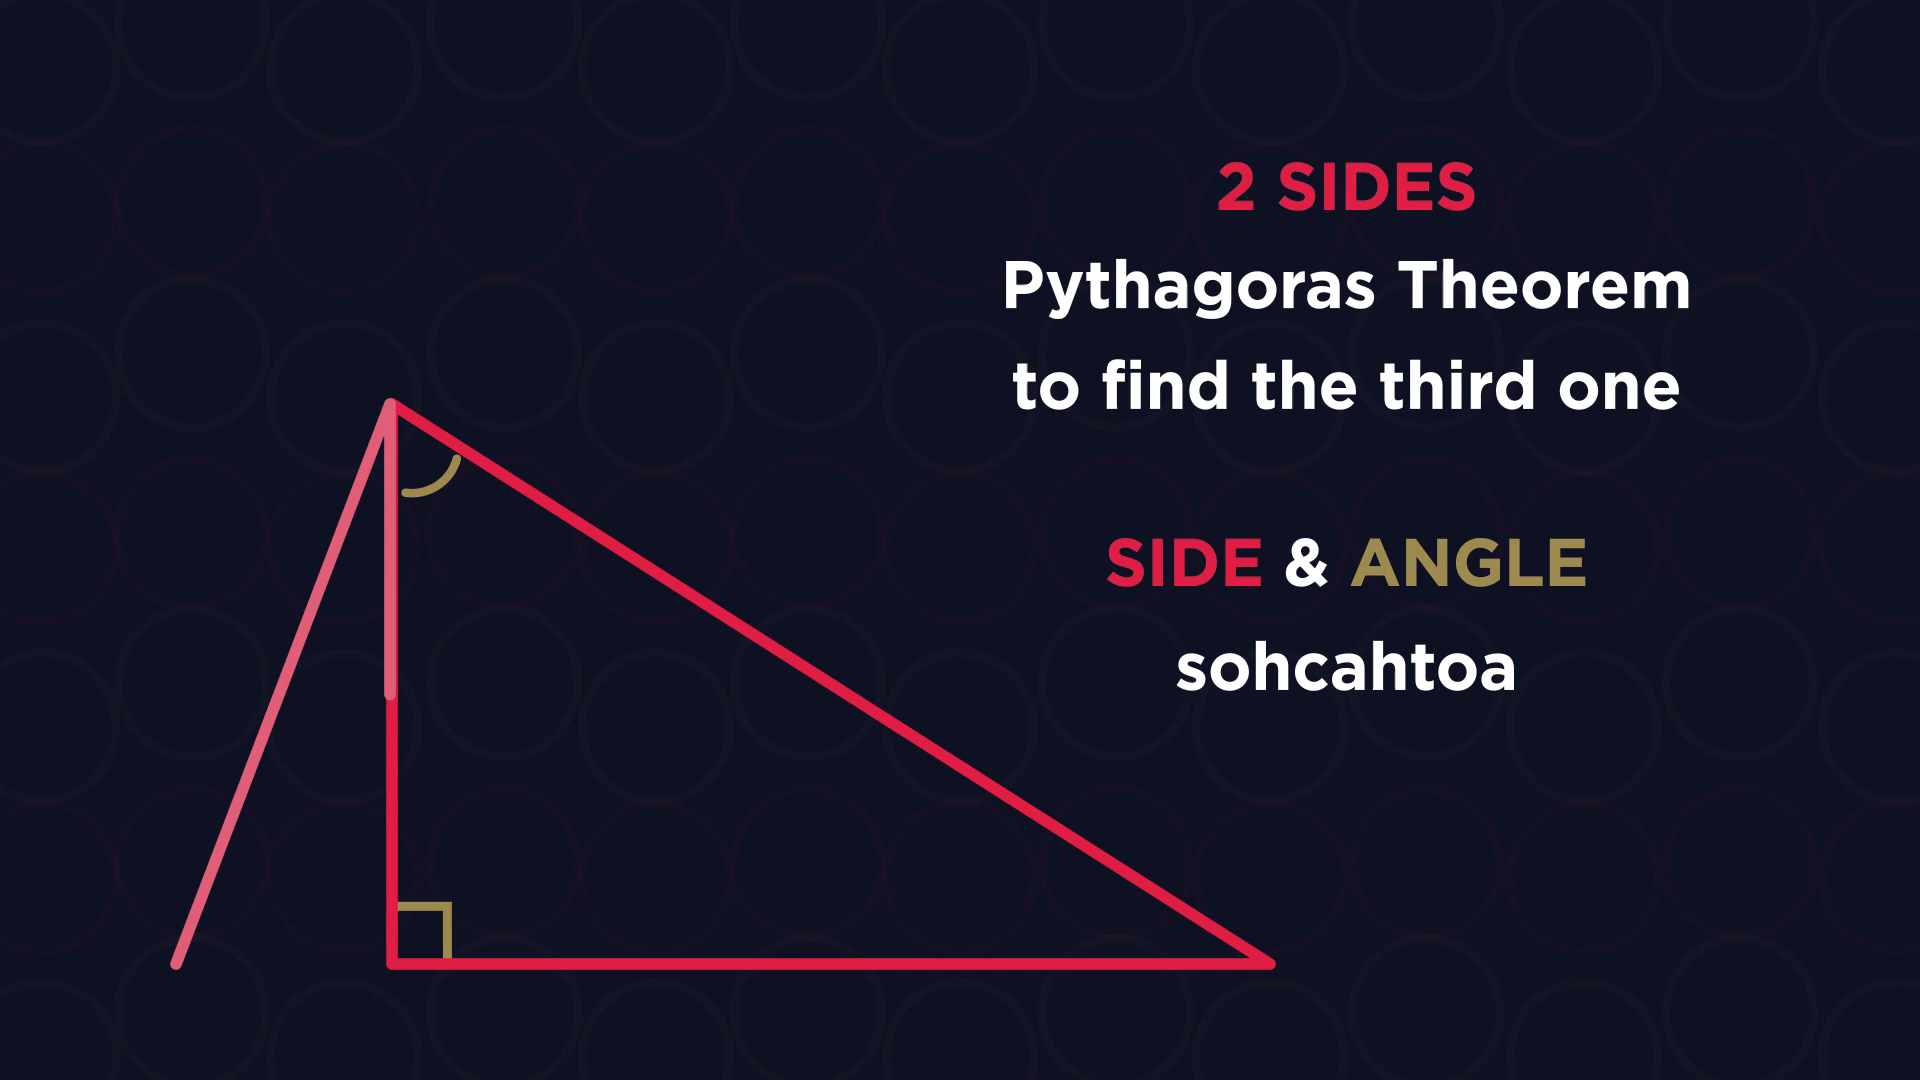 2 SIDES
Pythagoras Theorem
to find the third one
SIDE & ANGLE
sohcahtoa